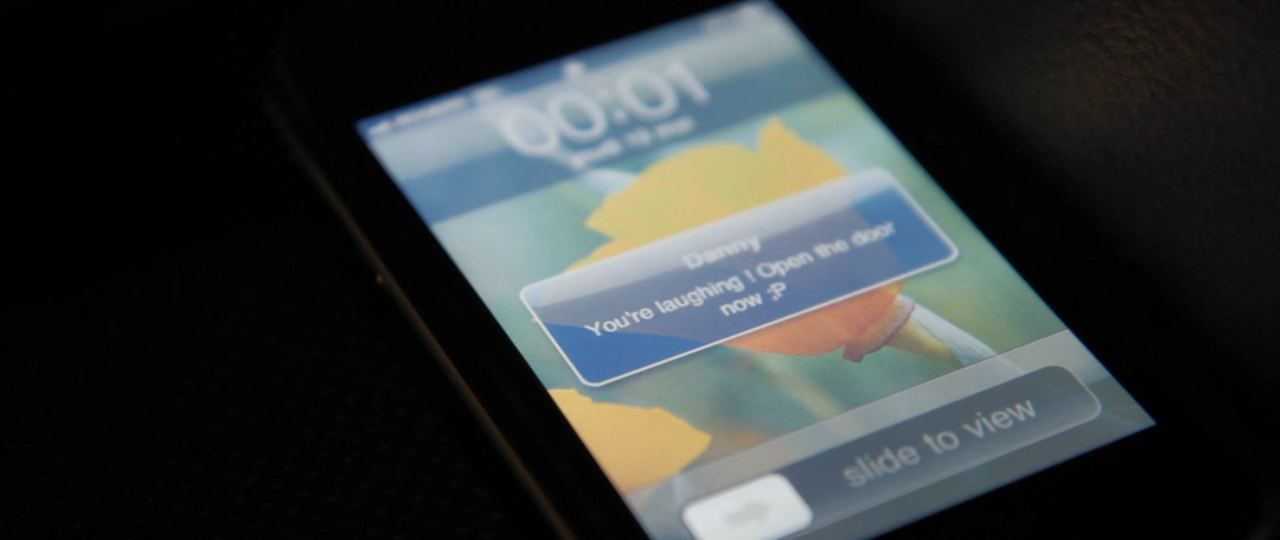 00:01
Danny
You're laughing ! Open the door
now ;P
slide to view